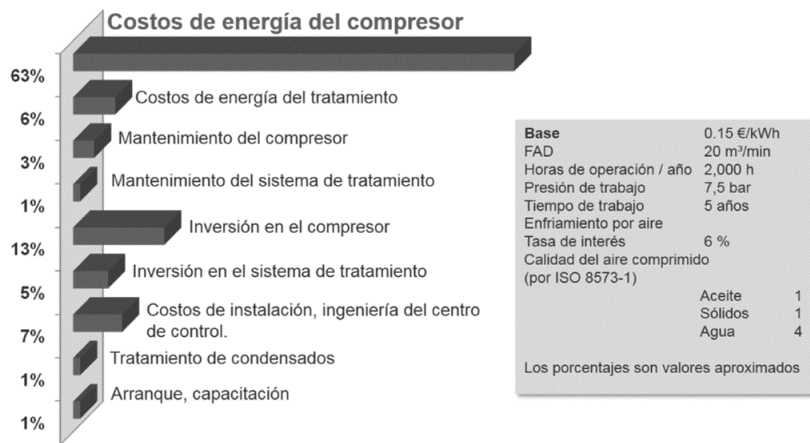 Costos de energía del compresor
63%
Costos de energía del tratamiento
6%
Mantenimiento del compresor
3%
Mantenimiento del sistema de tratamiento
1%
Inversión en el compresor
13%
Inversión en el sistema de tratamiento
5%
Costos de instalación, ingeniería del centro
de control.
7%
Tratamiento de condensados
1%
Arranque, capacitación
1%
Base 0.15 €/kWh
FAD 20 m³/min
Horas de operación / año 2,000 h
Presión de trabajo 7,5 bar
Tiempo de trabajo 5 años
Enfriamiento por aire
Tasa de interés 6 %
Calidad del aire comprimido
(por ISO 8573-1)
Aceite 1
Sólidos 1
Agua 4
Los porcentajes son valores aproximados